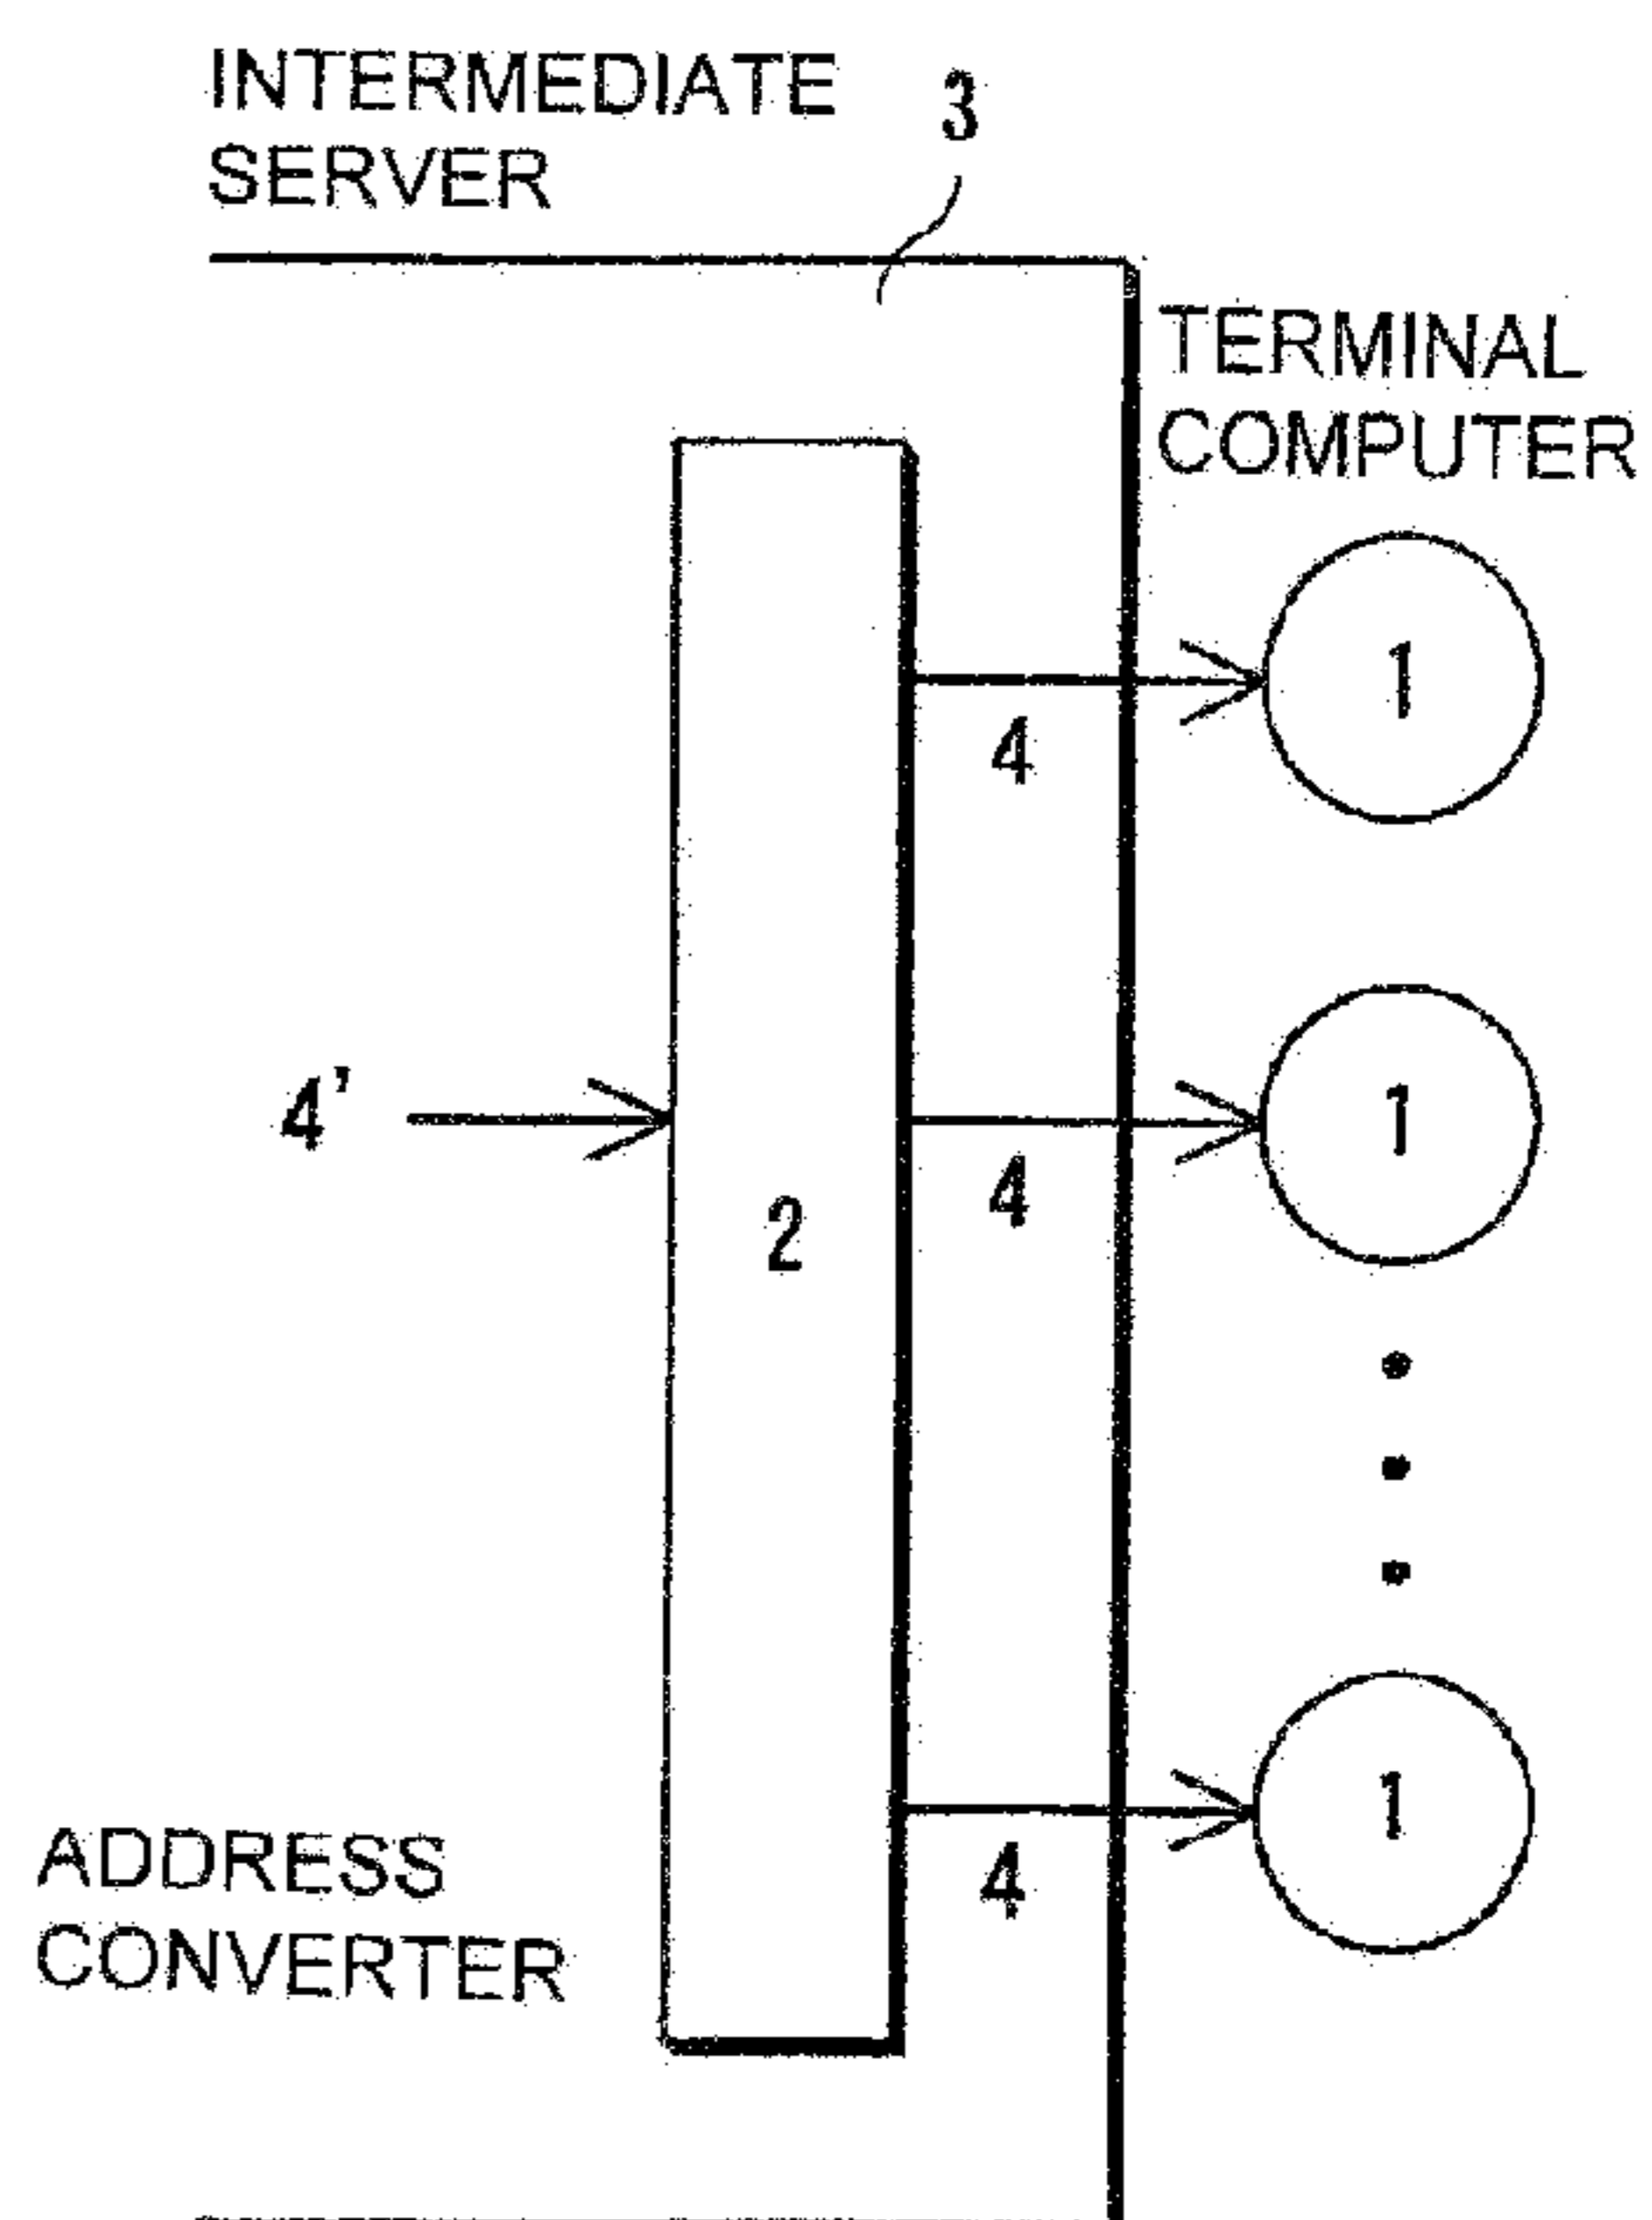 INTERMEDIATE
SERVER
3
TERMINAL
COMPUTER
1
4
4’
1
4
2
1
4
ADDRESS
CONVERTER